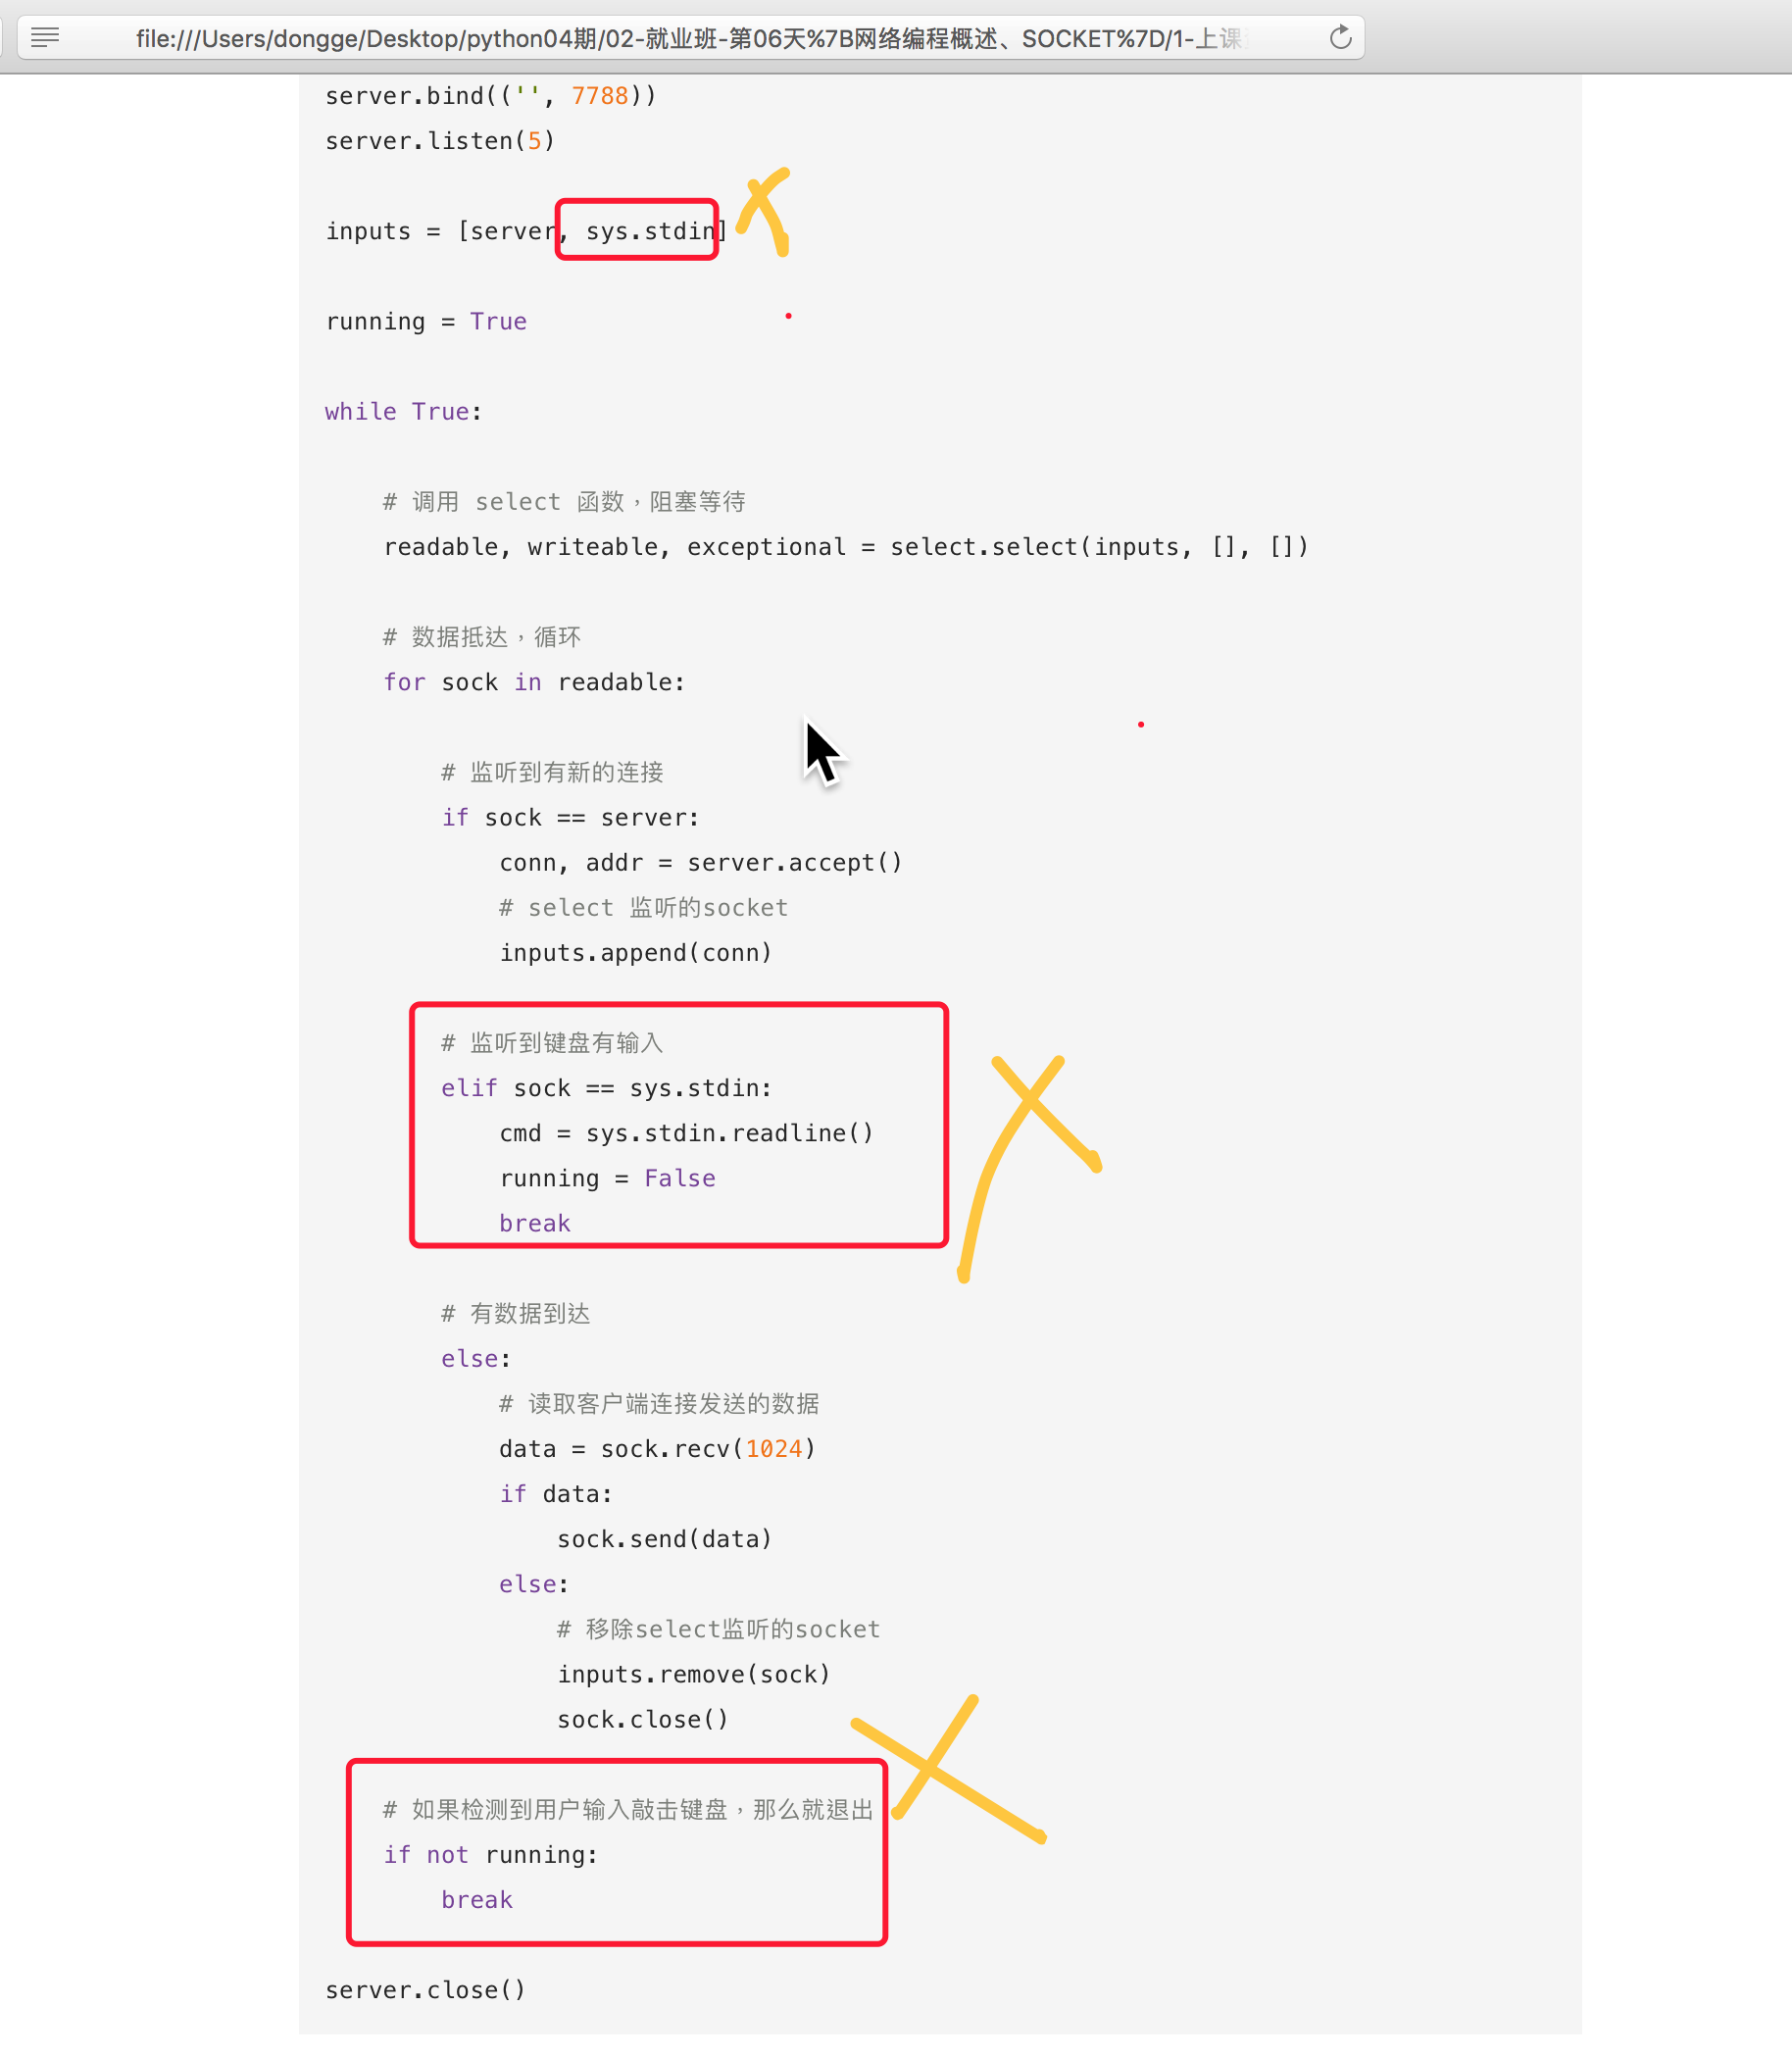 file:///Users/dongge/Desktop/python04期/02-就业班-第06天%7B网络编程概述、SOCKET%7D/1-上课
server.bind(('', 7788))
server.listen(5)
inputs = [server, sys.stdin]
running = True
while True:
# 调用 select 函数，阻塞等待
readable, writeable, exceptional = select.select(inputs, [], [])
# 数据抵达，循环
for sock in readable:
# 监听到有新的连接
if sock == server:
conn, addr = server.accept()
# select 监听的socket
inputs.append(conn)
# 监听到键盘有输入
elif sock == sys.stdin:
cmd = sys.stdin.readline()
running = False
break
# 有数据到达
else:
# 读取客户端连接发送的数据
data = sock.recv(1024)
if data:
sock.send(data)
else:
# 移除select监听的socket
inputs.remove(sock)
sock.close()
# 如果检测到用户输入敲击键盘，那么就退出
if not running:
break
server.close()